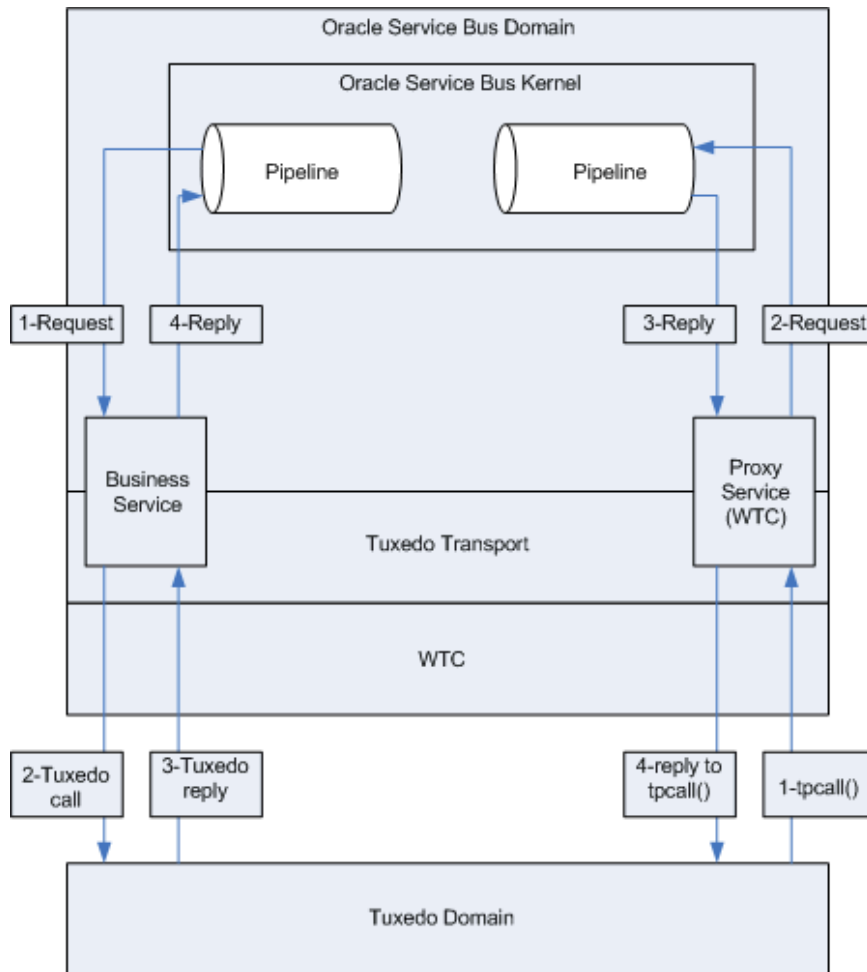 Oracle Service Bus Domain
Oracle Service Bus Kernel
Pipeline
Pipeline
1-Request
4-Reply
3-Reply
2-Request
Business
Service
Proxy
Service
(WTC)
Tuxedo Transport
WTC
2-Tuxedo
call
3-Tuxedo
reply
4-reply to
tpcall()
1-tpcall()
Tuxedo Domain